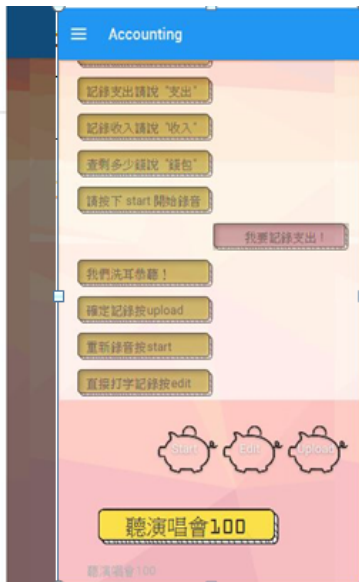 Accounting
記錄支出請說“支出”
記錄收入請說“收入”
查剩多少錢說“錢包”
請按下 start 開始錄音
我要記錄支出！
我們洗耳恭聽！
確定記錄按upload
重新錄音按start
直接打字記錄按edit
Start Edit Upload
聽演唱會100
聽演唱會100